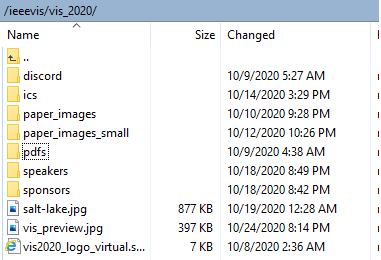 /ieeevis/vis_2020/
Name Size Changed
..
discord 10/9/2020 5:27 AM
ics 10/14/2020 3:29 PM
paper_images 10/10/2020 9:28 PM
paper_images_small 10/12/2020 10:26 PM
pdfs 10/9/2020 4:38 AM
speakers 10/18/2020 8:49 PM
sponsors 10/18/2020 8:42 PM
salt-lake.jpg 877 KB 10/19/2020 12:28 AM
vis_preview.jpg 397 KB 10/24/2020 8:14 PM
vis2020_logo_virtual.s... 7 KB 10/8/2020 2:36 AM